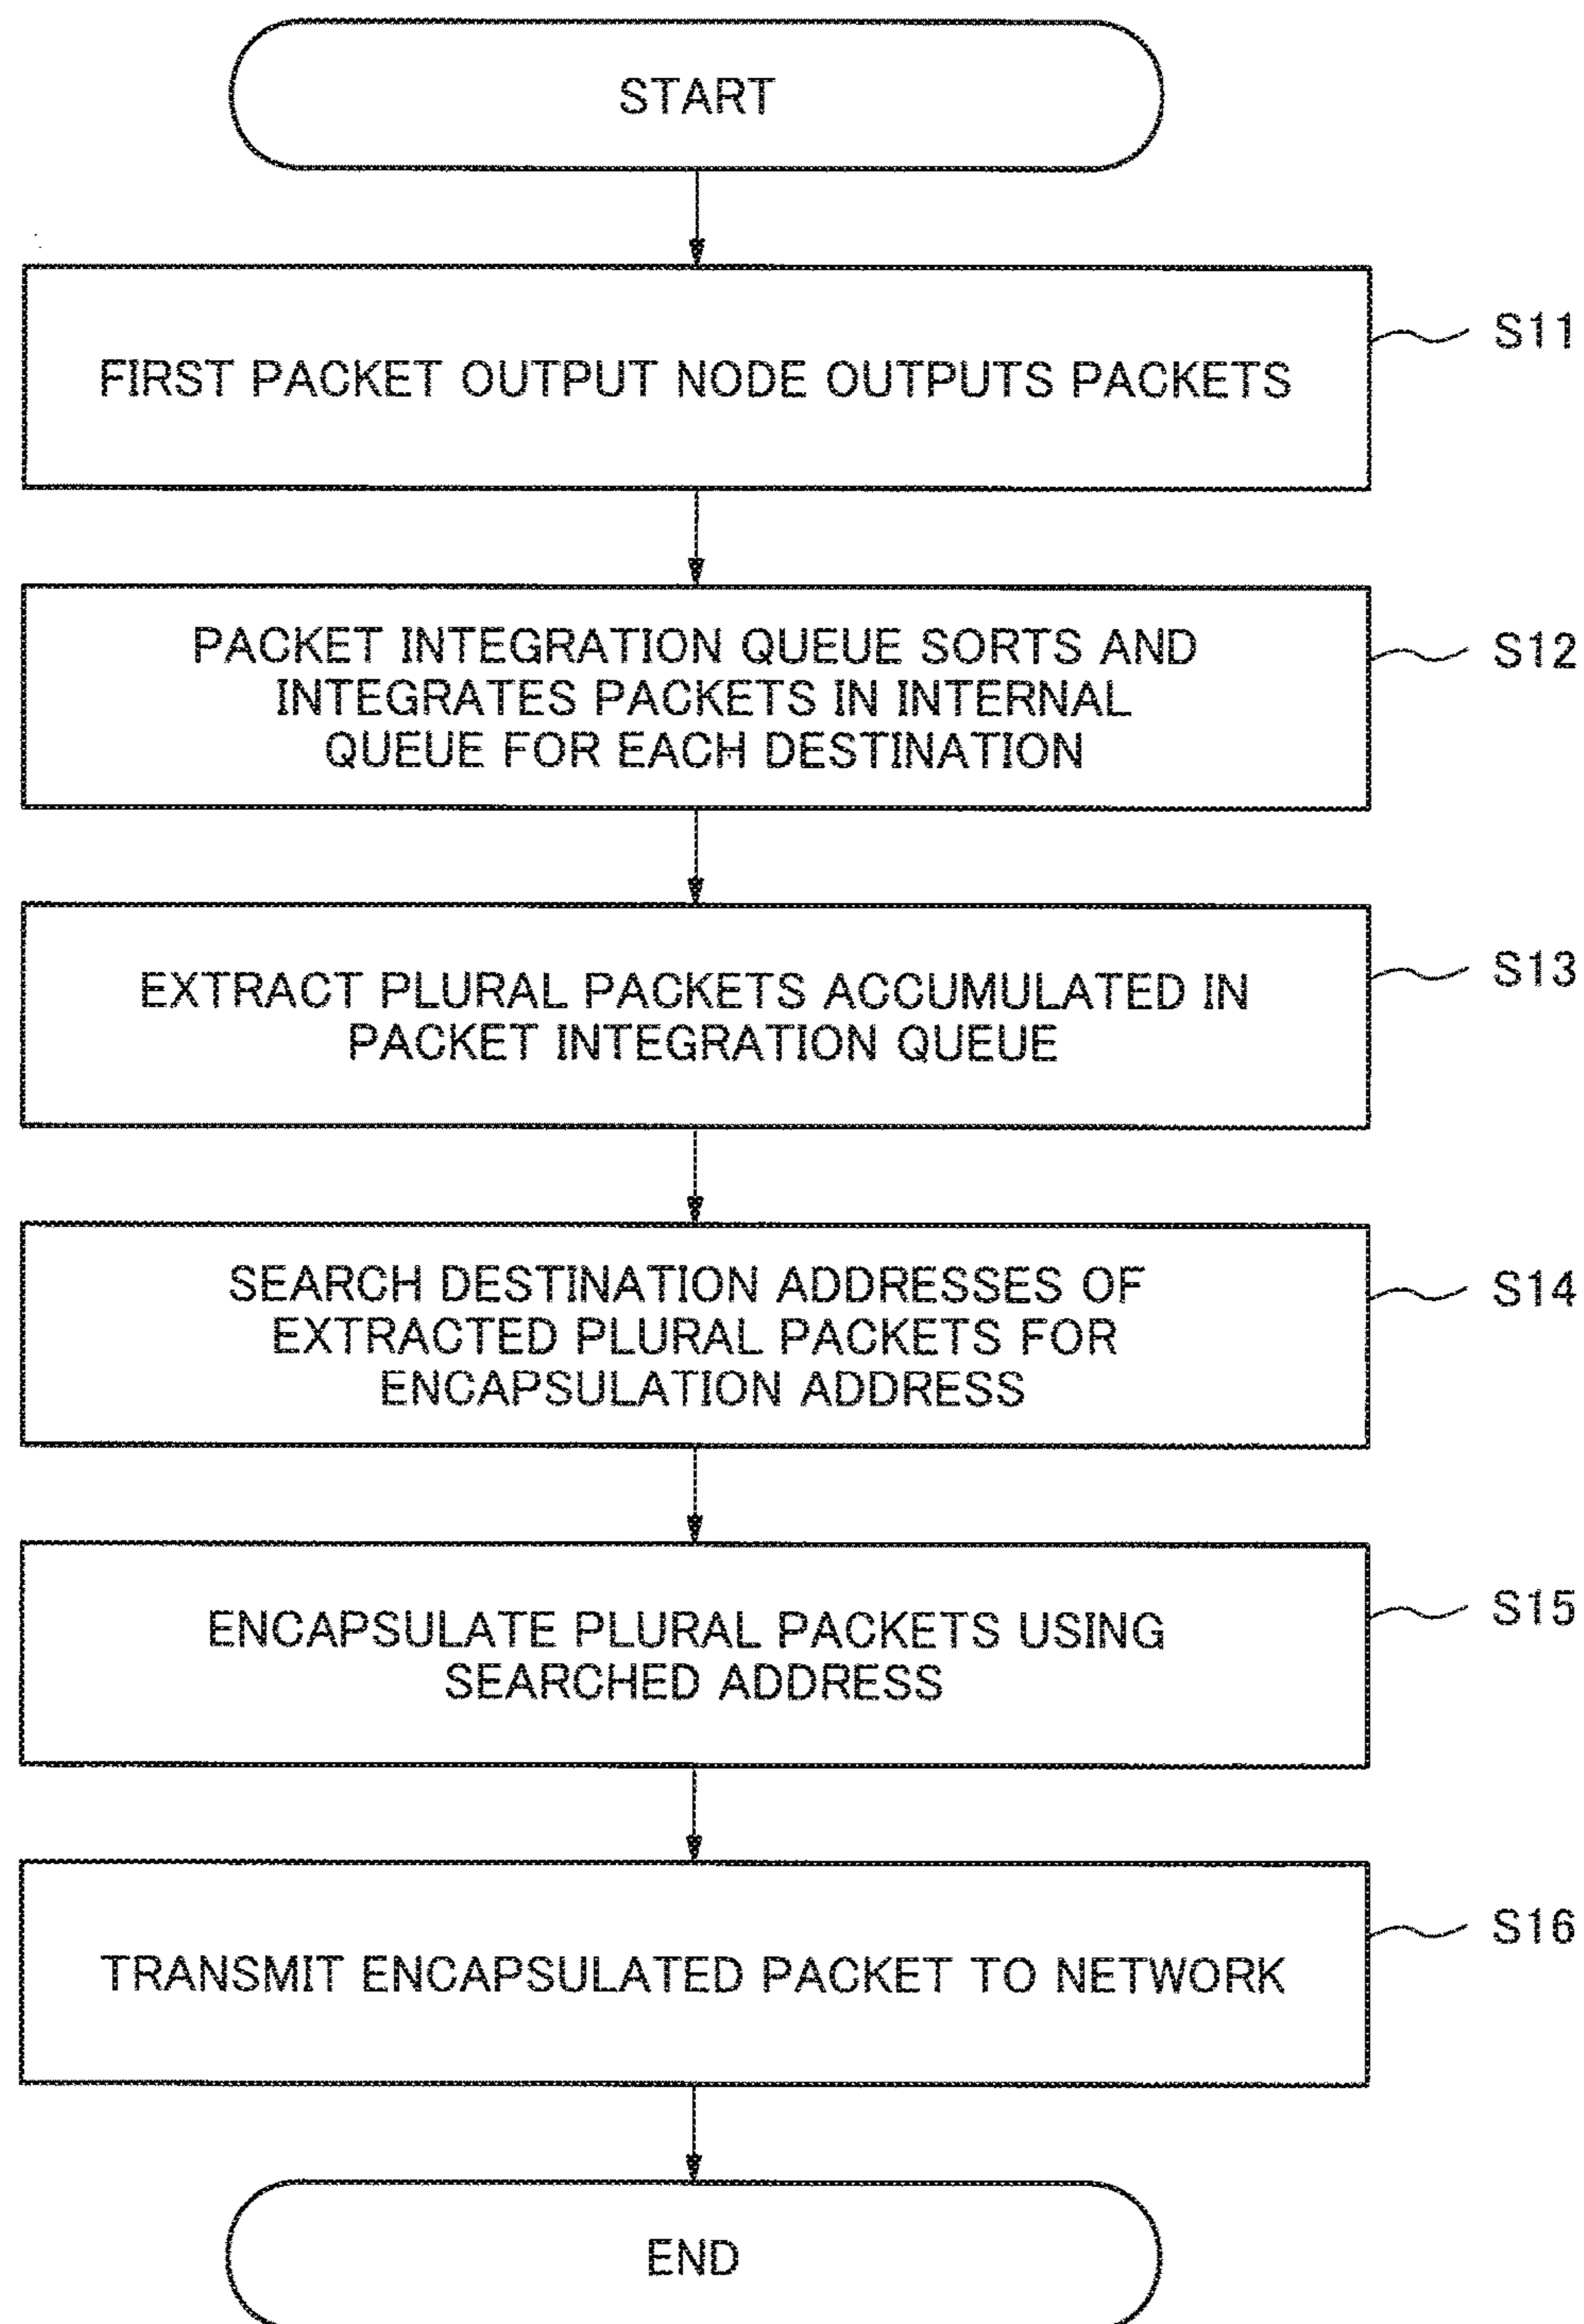 START
FIRST PACKET OUTPUT NODE OUTPUTS PACKETS
S11
PACKET INTEGRATION QUEUE SORTS AND
INTEGRATES PACKETS IN INTERNAL
QUEUE FOR EACH DESTINATION
S12
EXTRACT PLURAL PACKETS ACCUMULATED IN
PACKET INTEGRATION QUEUE
S13
SEARCH DESTINATION ADDRESSES OF
EXTRACTED PLURAL PACKETS FOR
ENCAPSULATION ADDRESS
S14
ENCAPSULATE PLURAL PACKETS USING
SEARCHED ADDRESS
S15
TRANSMIT ENCAPSULATED PACKET TO NETWORK
S16
END